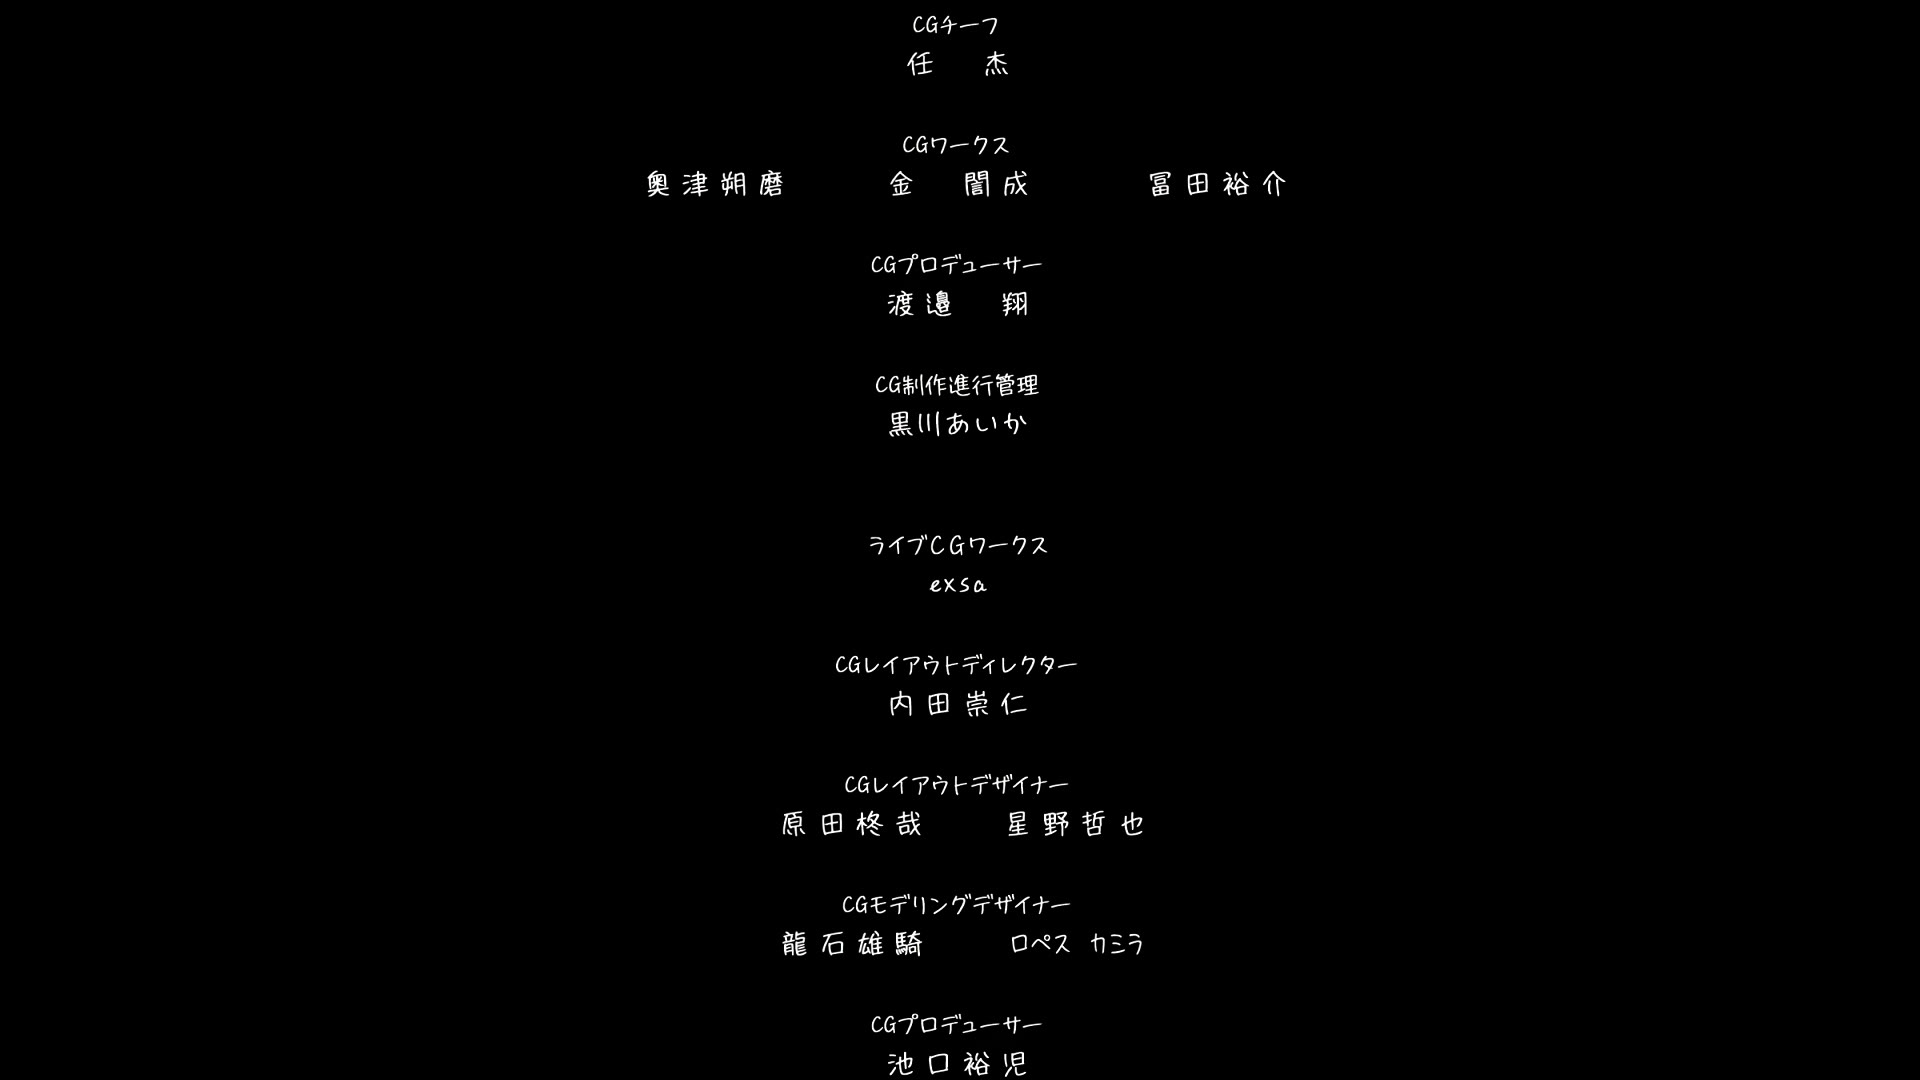 CGチーフ
任 杰
CGワークス
奥津朔磨 金 誾成 冨田裕介
CGプロデューサー
渡邉 翔
CG制作進行管理
黒川あいか
ライブCGワークス
exsa
CGレイアウトディレクター
内田崇仁
CGレイアウトデザイナー
原田柊哉 星野哲也
CGモデリングデザイナー
龍石雄騎 ロペス カミラ
CGプロデューサー
池口裕児